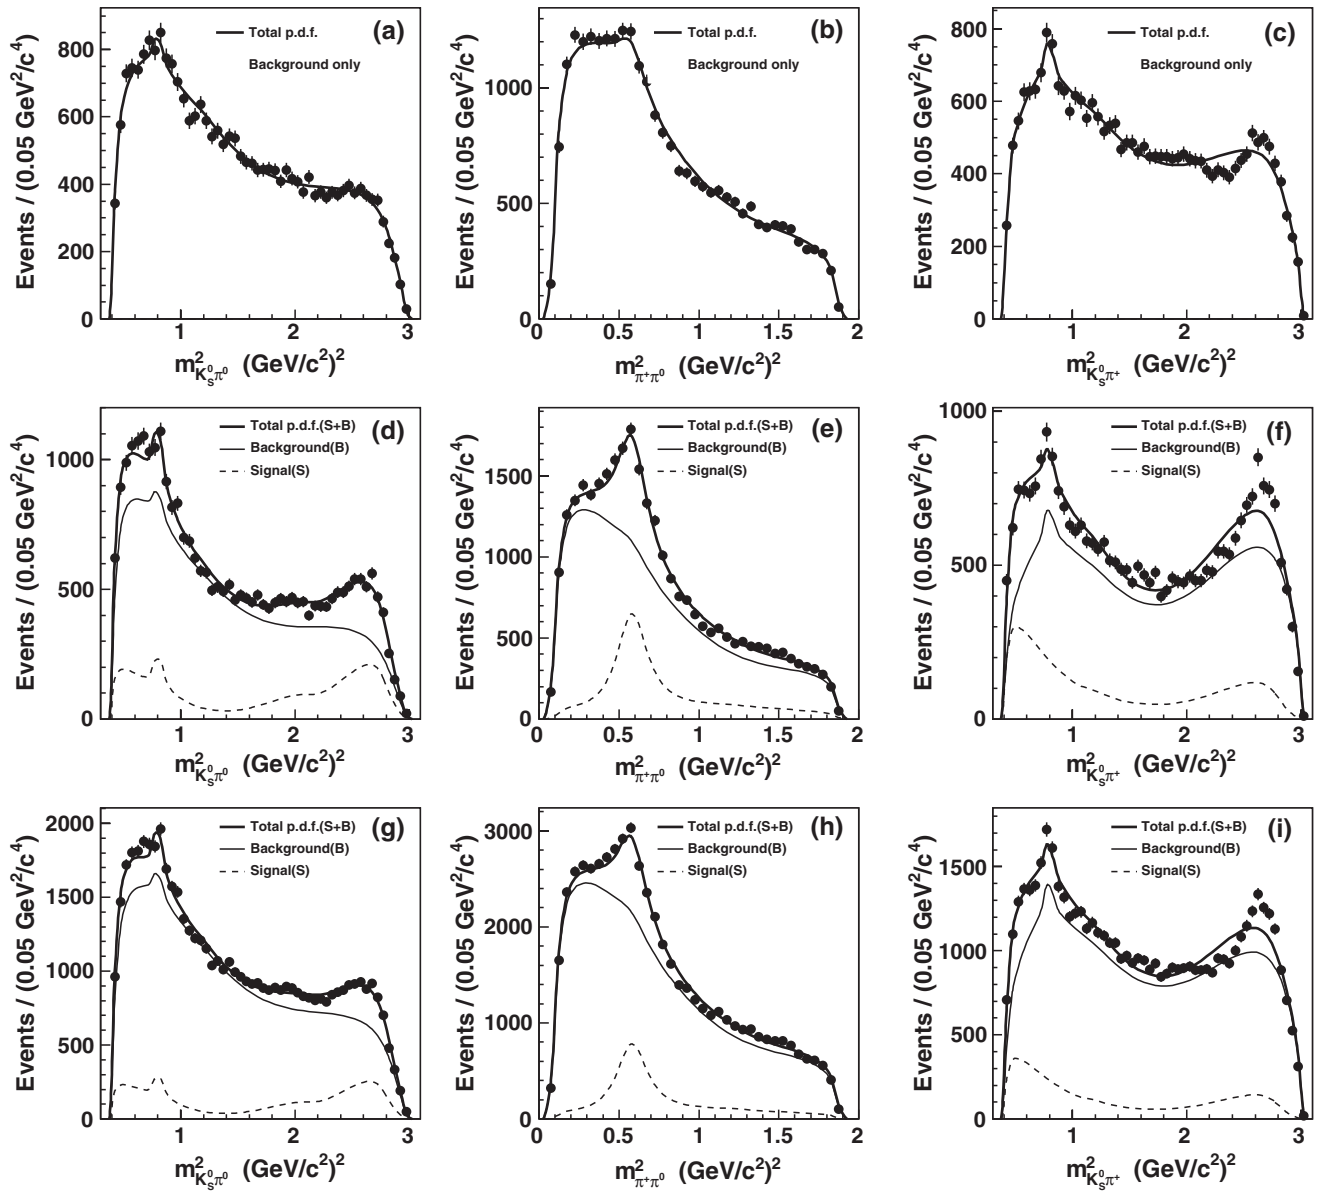 Total p.d.f.
Background only
(a)
Events / (0.05 GeV²/c⁴)
800
600
400
200
0
1
2
3
m²K⁰Sπ⁰ (GeV/c²)²
Total p.d.f.
Background only
(b)
Events / (0.05 GeV²/c⁴)
1000
500
0
0
0.5
1
1.5
2
m²π⁺π⁰ (GeV/c²)²
Total p.d.f.
Background only
(c)
Events / (0.05 GeV²/c⁴)
800
600
400
200
0
1
2
3
m²K⁰Sπ⁺ (GeV/c²)²
Total p.d.f.(S+B)
Background(B)
Signal(S)
(d)
Events / (0.05 GeV²/c⁴)
1000
500
0
1
2
3
m²K⁰Sπ⁰ (GeV/c²)²
Total p.d.f.(S+B)
Background(B)
Signal(S)
(e)
Events / (0.05 GeV²/c⁴)
1500
1000
500
0
0
0.5
1
1.5
2
m²π⁺π⁰ (GeV/c²)²
Total p.d.f.(S+B)
Background(B)
Signal(S)
(f)
Events / (0.05 GeV²/c⁴)
1000
500
0
1
2
3
m²K⁰Sπ⁺ (GeV/c²)²
Total p.d.f.(S+B)
Background(B)
Signal(S)
(g)
Events / (0.05 GeV²/c⁴)
2000
1500
1000
500
0
1
2
3
m²K⁰Sπ⁰ (GeV/c²)²
Total p.d.f.(S+B)
Background(B)
Signal(S)
(h)
Events / (0.05 GeV²/c⁴)
3000
2000
1000
0
0
0.5
1
1.5
2
m²π⁺π⁰ (GeV/c²)²
Total p.d.f.(S+B)
Background(B)
Signal(S)
(i)
Events / (0.05 GeV²/c⁴)
1500
1000
500
0
1
2
3
m²K⁰Sπ⁺ (GeV/c²)²